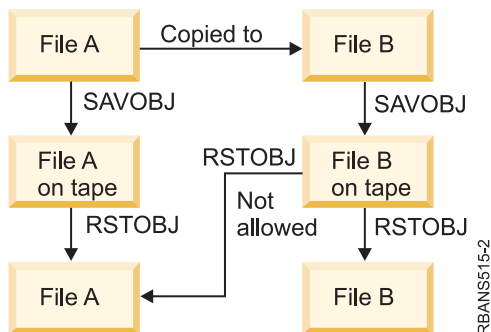 File A
Copied to
File B
SAVOBJ
SAVOBJ
File A
on tape
RSTOBJ
File B
on tape
RSTOBJ
Not
allowed
RSTOBJ
File A
File B
RBANS515-2